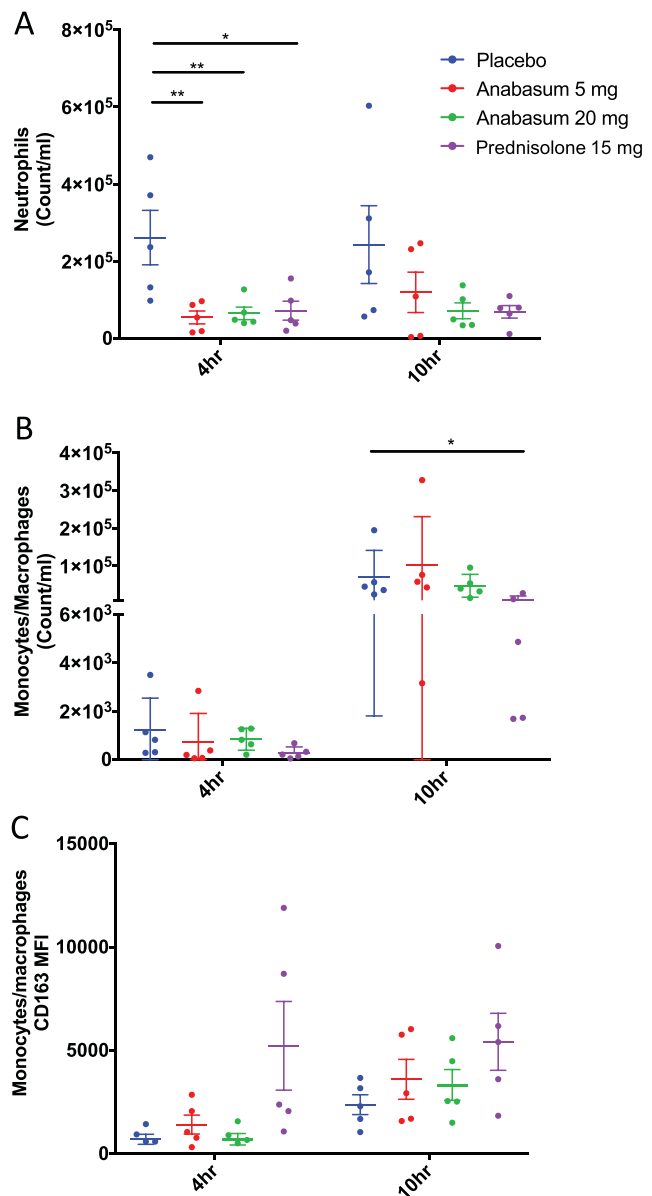 A
Neutrophils
(Count/ml)
8×10⁵
6×10⁵
4×10⁵
2×10⁵
0
*
**
**
Placebo
Anabasum 5 mg
Anabasum 20 mg
Prednisolone 15 mg
4hr
10hr
B
Monocytes/Macrophages
(Count/ml)
4×10⁵
3×10⁵
2×10⁵
1×10⁵
6×10³
4×10³
2×10³
0
*
4hr
10hr
C
Monocytes/macrophages
CD163 MFI
15000
10000
5000
0
4hr
10hr